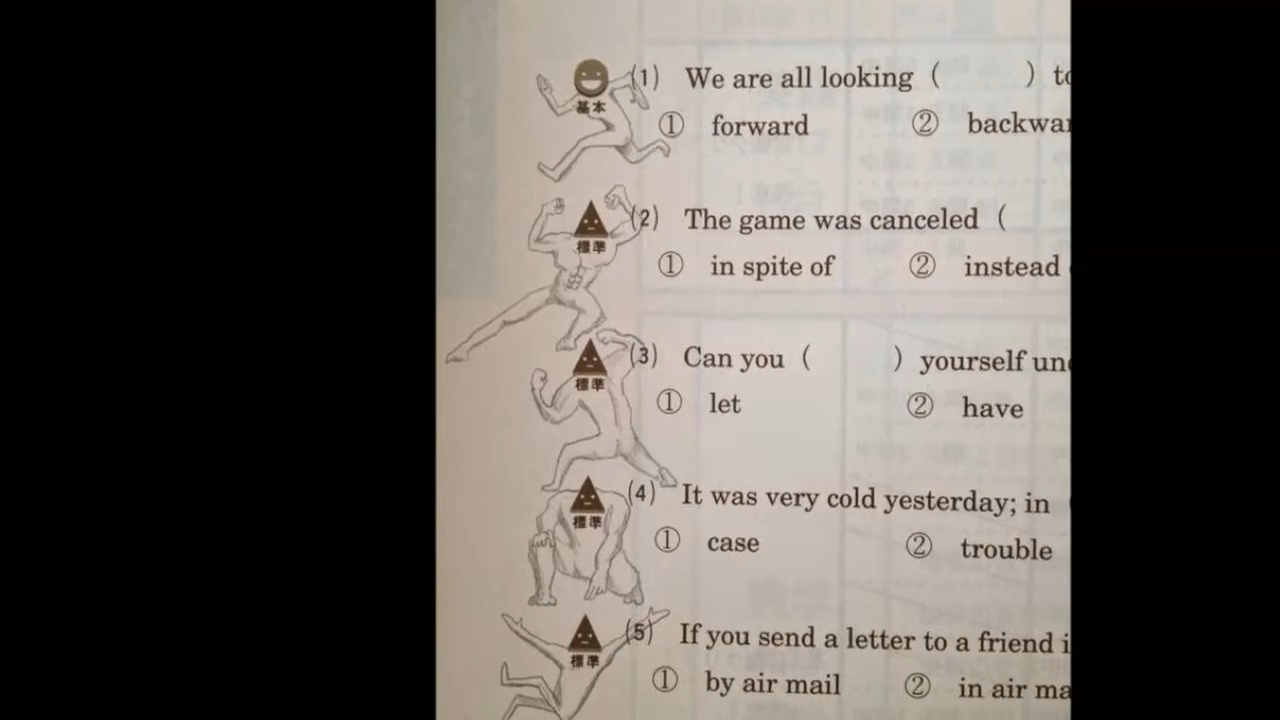 (1) We are all looking ( ) to
基本
① forward ② backwar
(2) The game was canceled (
標準
① in spite of ② instead
(3) Can you ( ) yourself und
標準
① let ② have
(4) It was very cold yesterday; in
標準
① case ② trouble
(5) If you send a letter to a friend i
標準
① by air mail ② in air ma